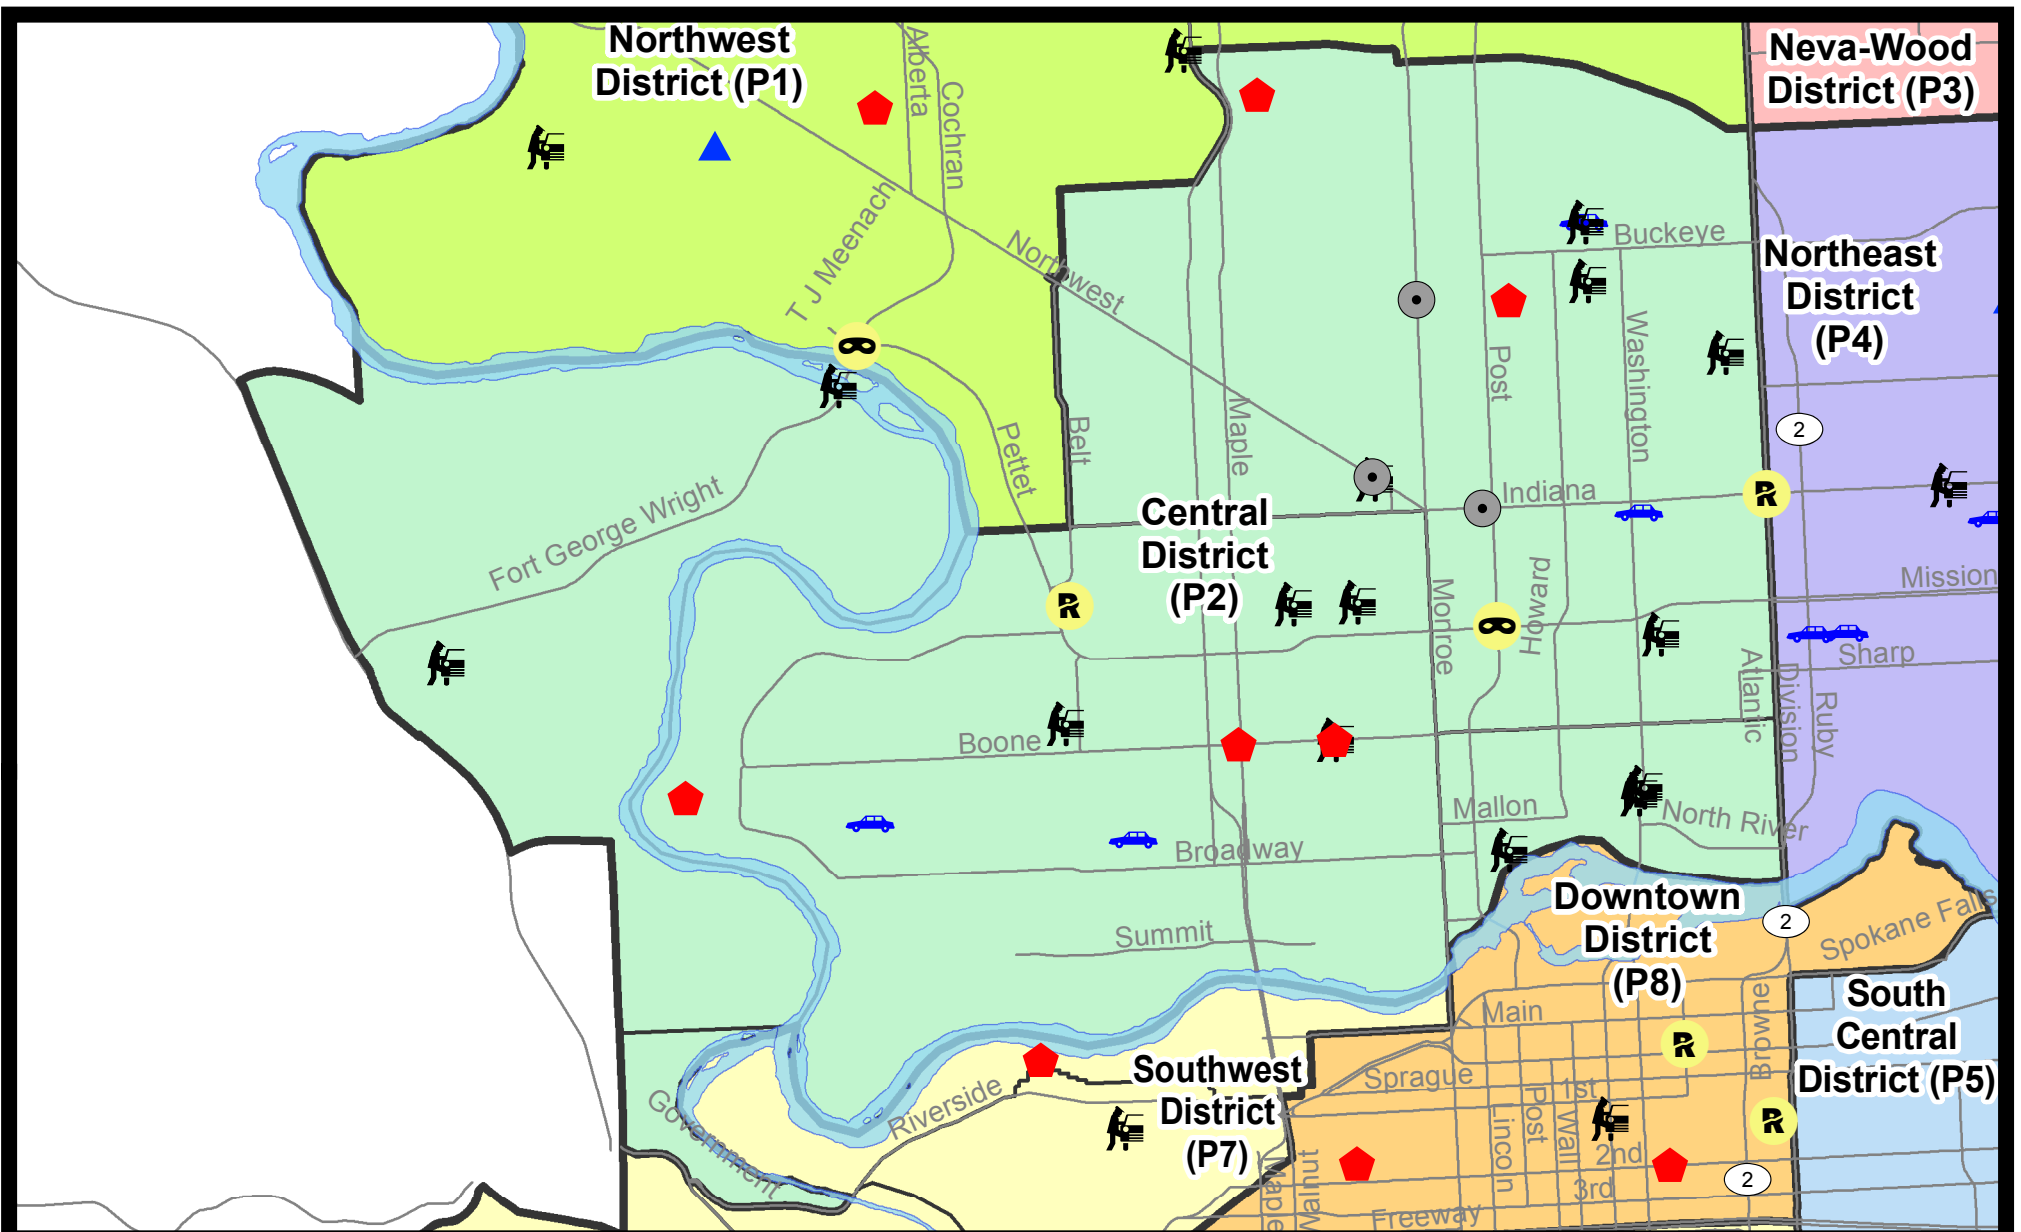 Northwest
District (P1)
Alberta
Cochran
Neva-Wood
District (P3)
T J Meenach
Northwest
Buckeye
Northeast
District
(P4)
Washington
Post
Maple
Belt
Pettet
2
Fort George Wright
Central
District
(P2)
Indiana
R
Mission
R
Monroe
Howard
Sharp
Atlantic
Division
Ruby
Boone
Mallon
North River
Broadway
Summit
Downtown
District
(P8)
2
Spokane Falls
South
Central
District (P5)
Main
R
Browne
Southwest
District
(P7)
Sprague
1st
Riverside
Government
Lincoln
Post
Wall
R
2nd
3rd
2
Maple
Walnut
Freeway